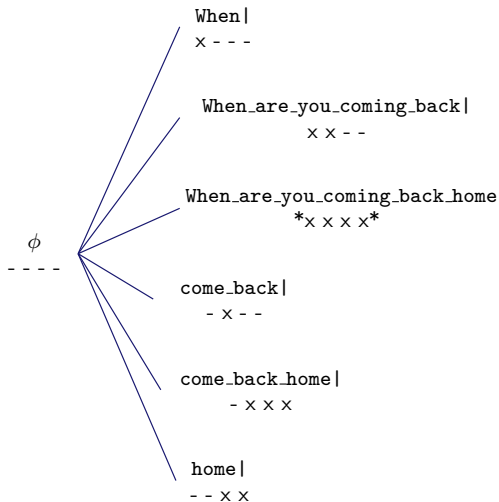 When|
x - - -
When_are_you_coming_back|
x x - -
When_are_you_coming_back_home
*x x x x*
ϕ
- - - -
come_back|
- x - -
come_back_home|
- x x x
home|
- - x x